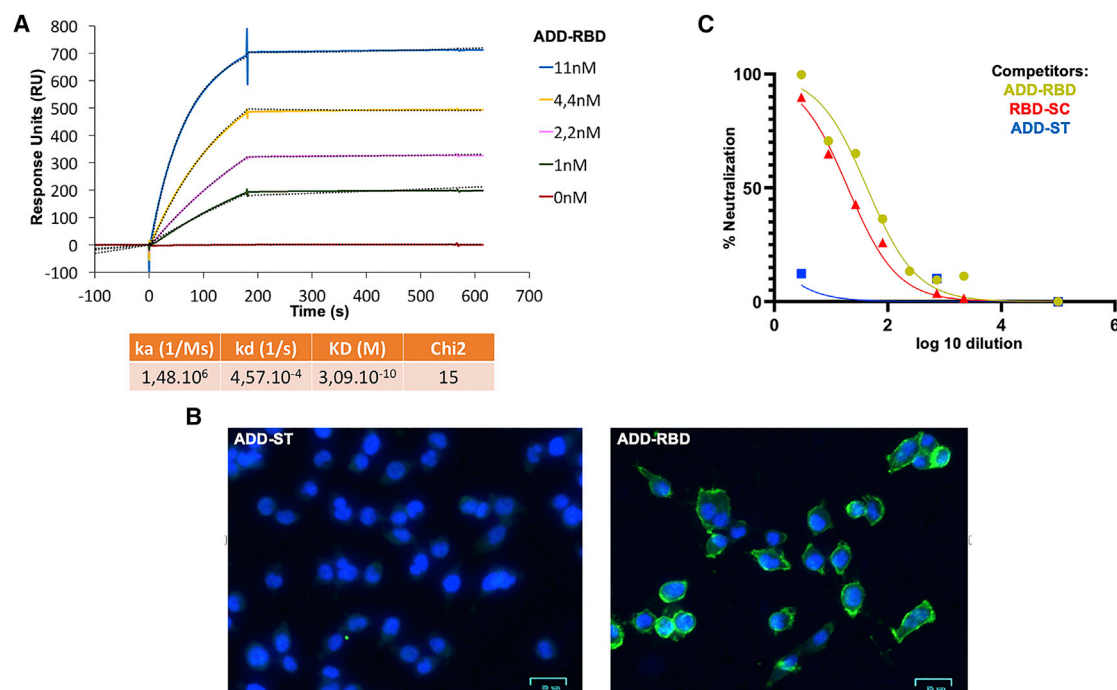 A
800
700
600
500
400
300
200
100
0
-100
Response Units (RU)
-100 0 100 200 300 400 500 600 700
Time (s)
ADD-RBD
11nM
4,4nM
2,2nM
1nM
0nM
ka (1/Ms) kd (1/s) KD (M) Chi2
1,48.10⁶ 4,57.10⁻⁴ 3,09.10⁻¹⁰ 15
C
Competitors:
ADD-RBD
RBD-SC
ADD-ST
100
50
0
% Neutralization
0 2 4 6
log 10 dilution
B
ADD-ST
ADD-RBD